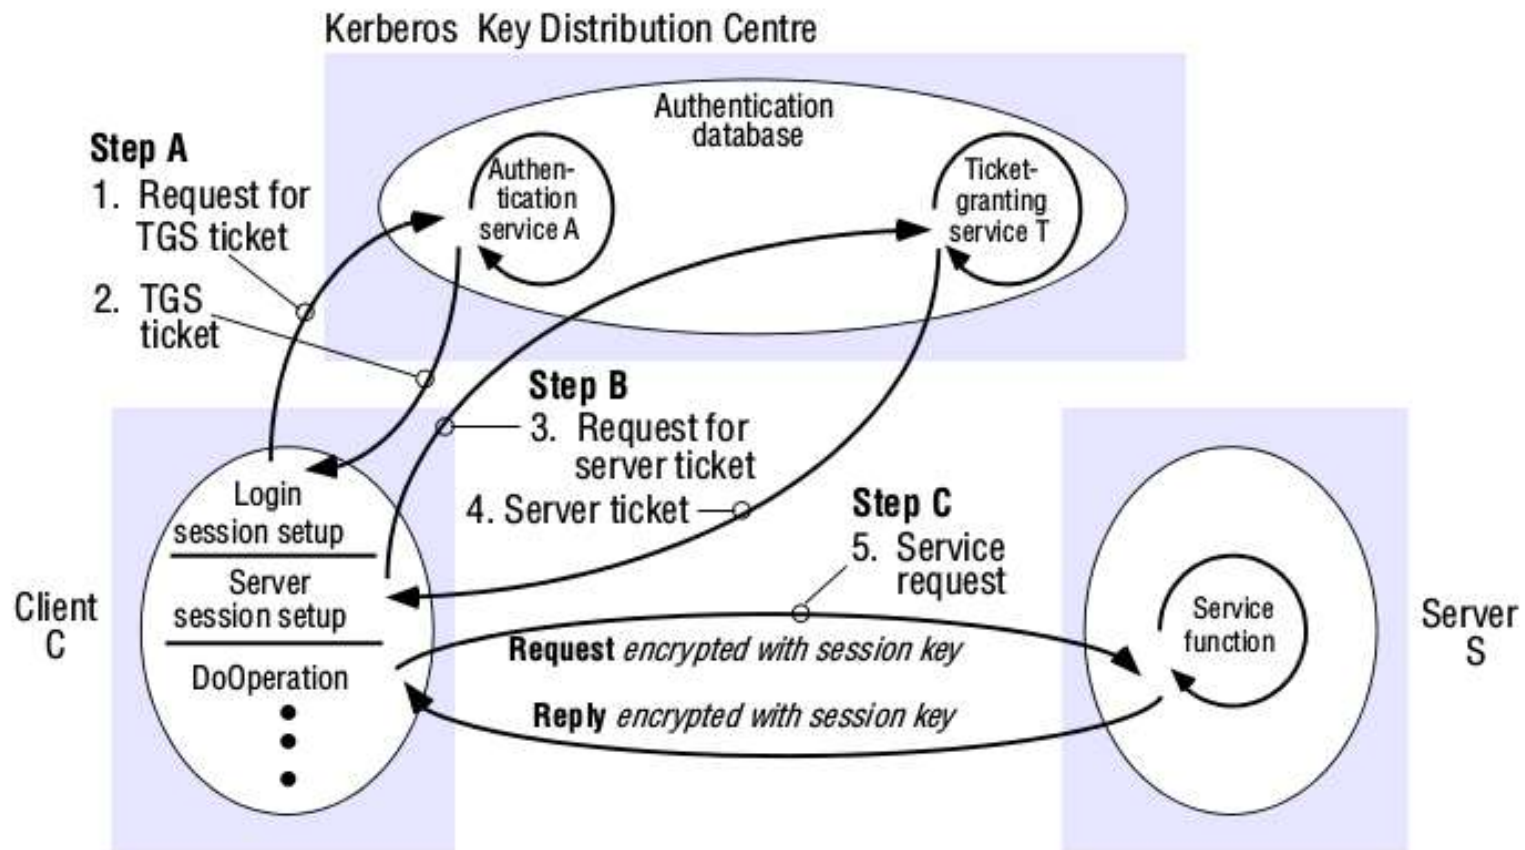 Kerberos Key Distribution Centre
Authentication
database
Step A
1. Request for
TGS ticket
2. TGS
ticket
Authen-
tication
service A
Ticket-
granting
service T
Step B
3. Request for
server ticket
4. Server ticket
Step C
5. Service
request
Login
session setup
Server
session setup
DoOperation
Client
C
Request encrypted with session key
Reply encrypted with session key
Service
function
Server
S